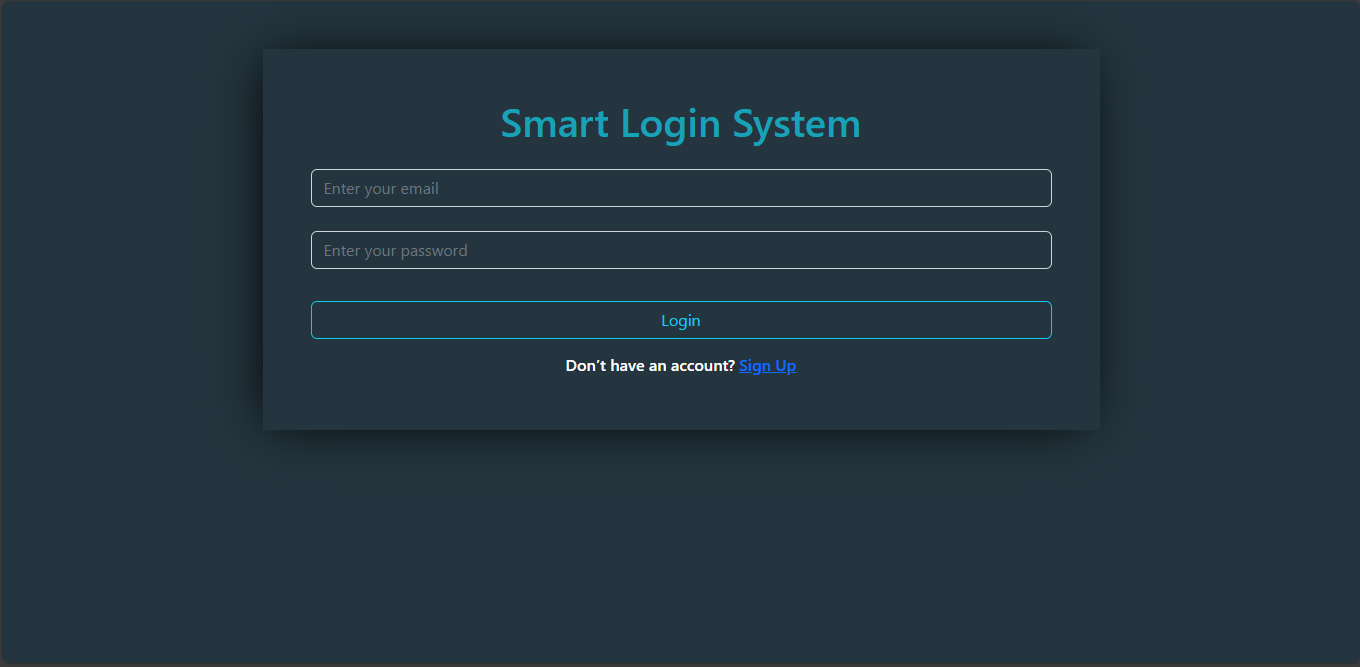 Smart Login System
Enter your email
Enter your password
Login
Don’t have an account? Sign Up